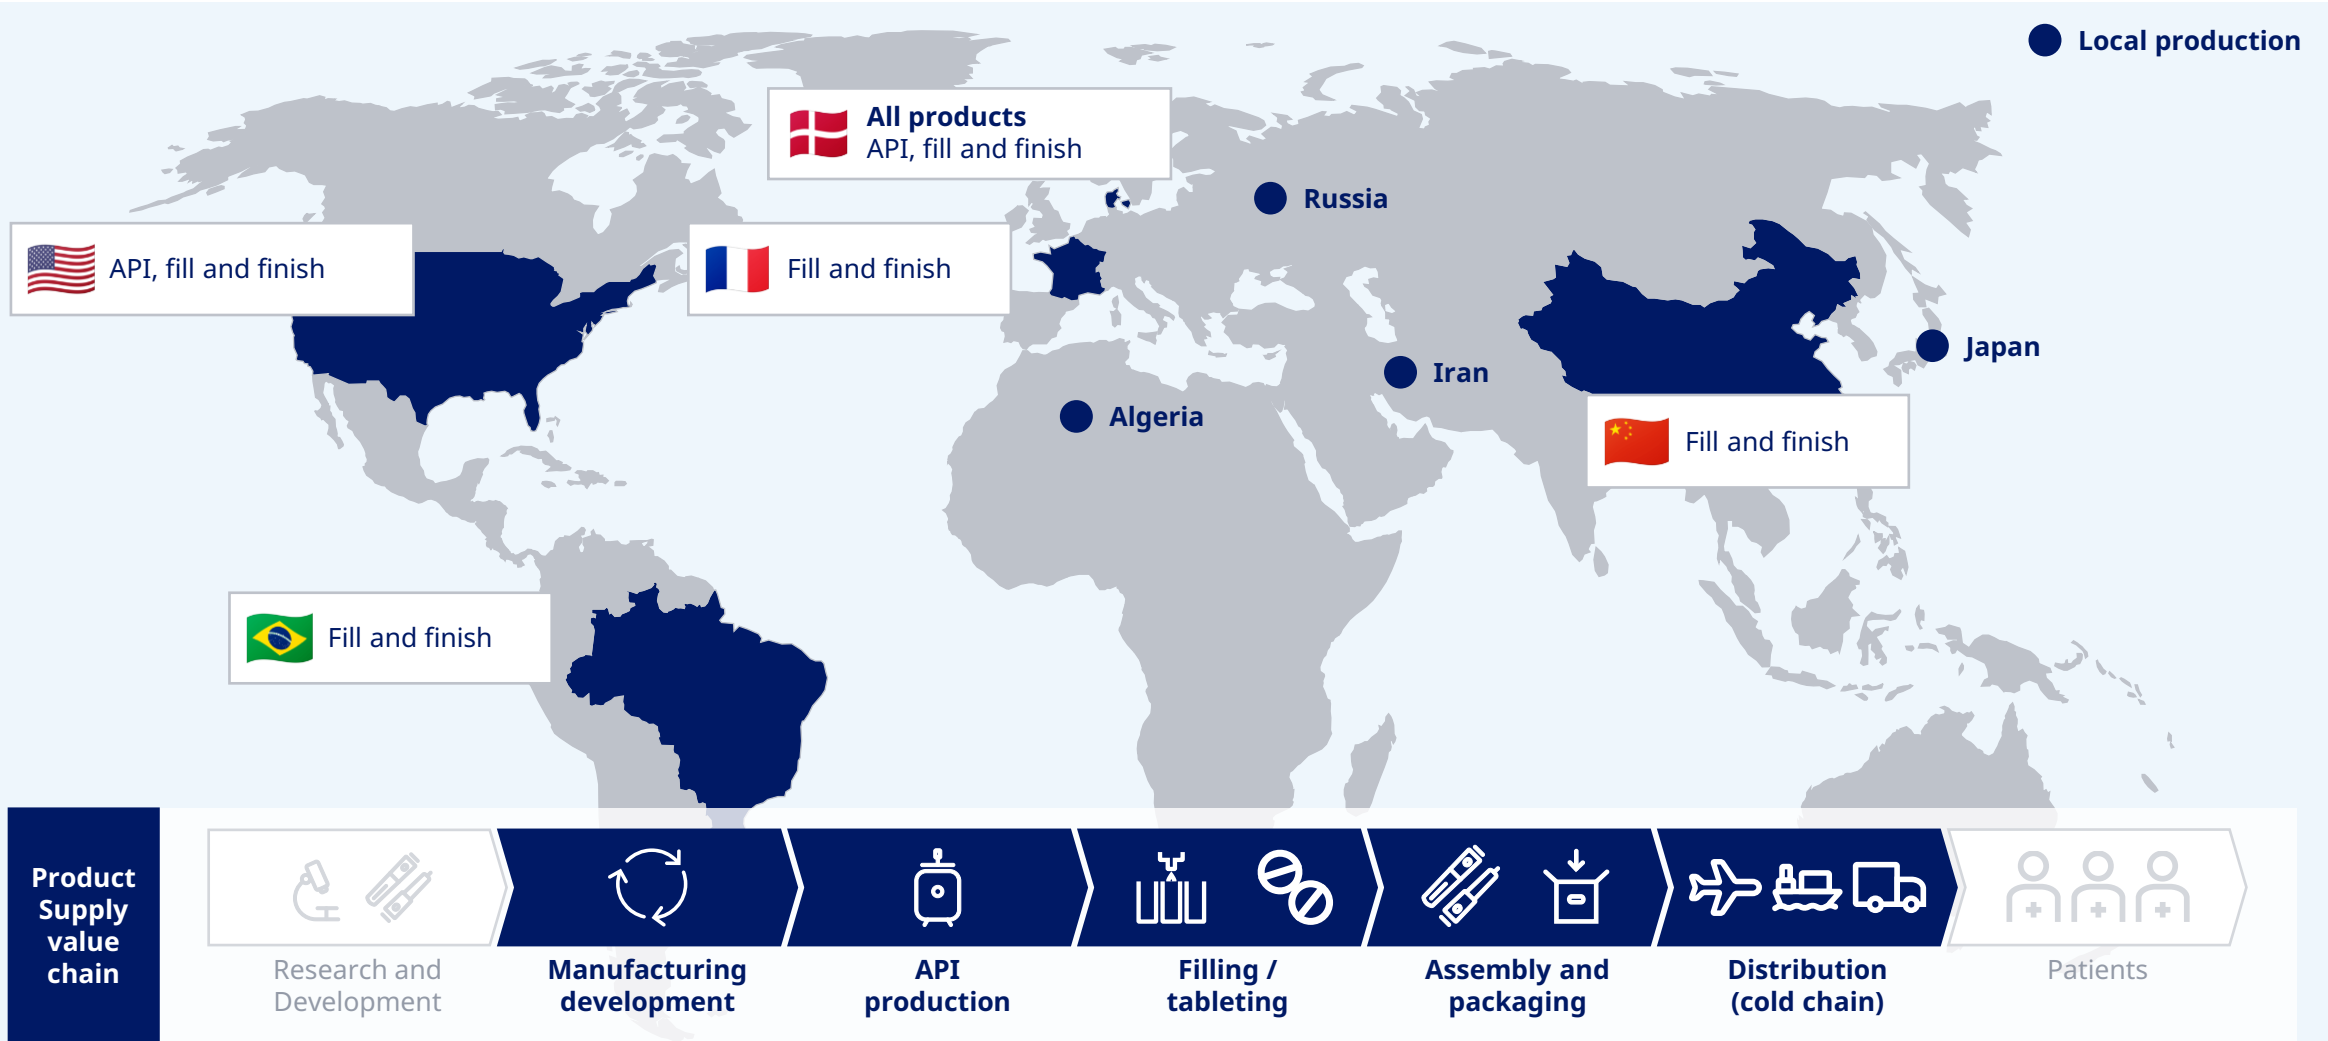 Local production
All products
API, fill and finish
Russia
API, fill and finish
Fill and finish
Japan
Iran
Algeria
Fill and finish
Fill and finish
Product
Supply
value
chain
Research and
Development
Manufacturing
development
API
production
Filling /
tableting
Assembly and
packaging
Distribution
(cold chain)
Patients